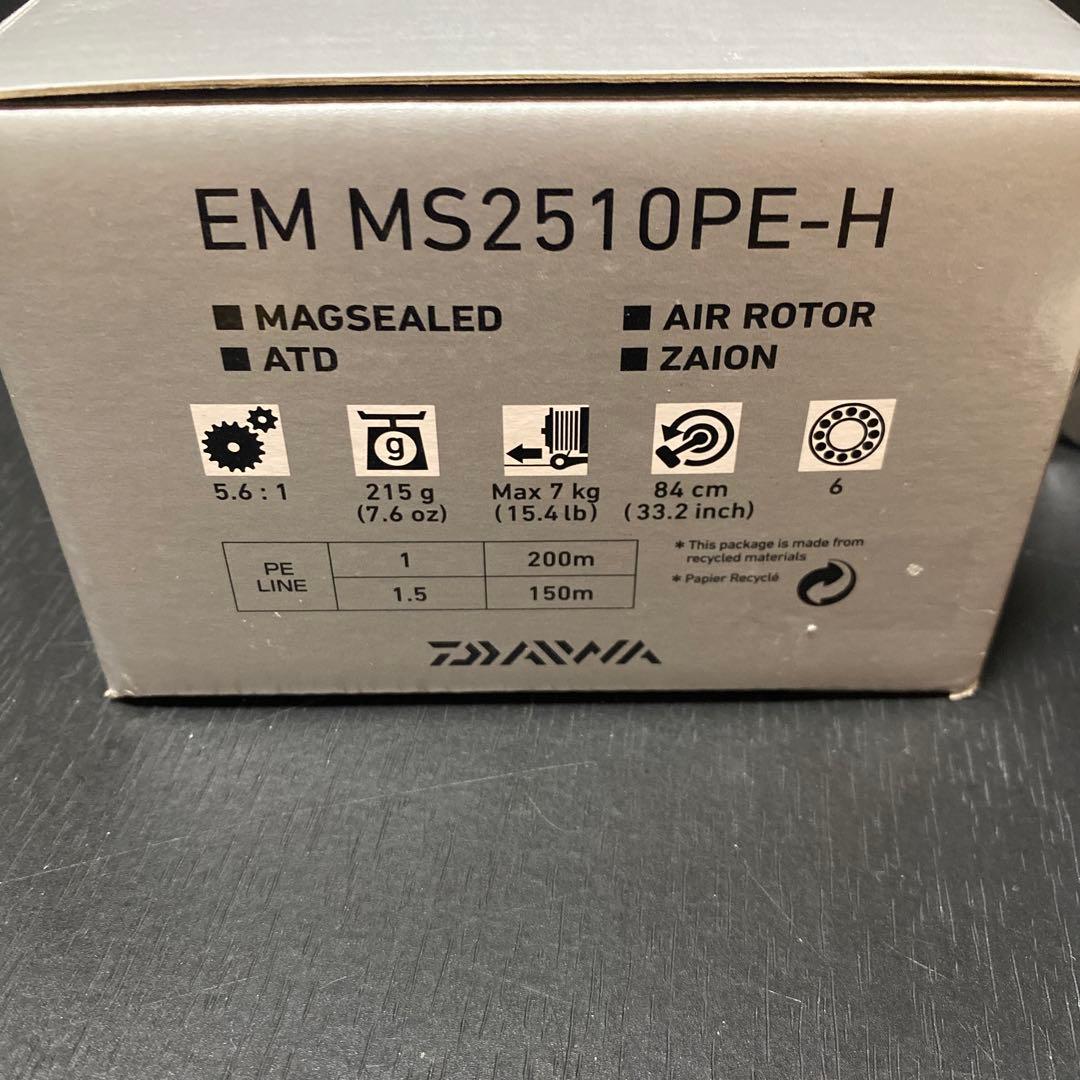 EM MS2510PE-H
■ MAGSEALED ■ AIR ROTOR
■ ATD ■ ZAION
g
5.6 : 1 215 g Max 7 kg 84 cm 6
(7.6 oz) (15.4 lb) (33.2 inch)
PE LINE 1 200m
1.5 150m
* This package is made from
recycled materials
* Papier Recyclé
DAIWA